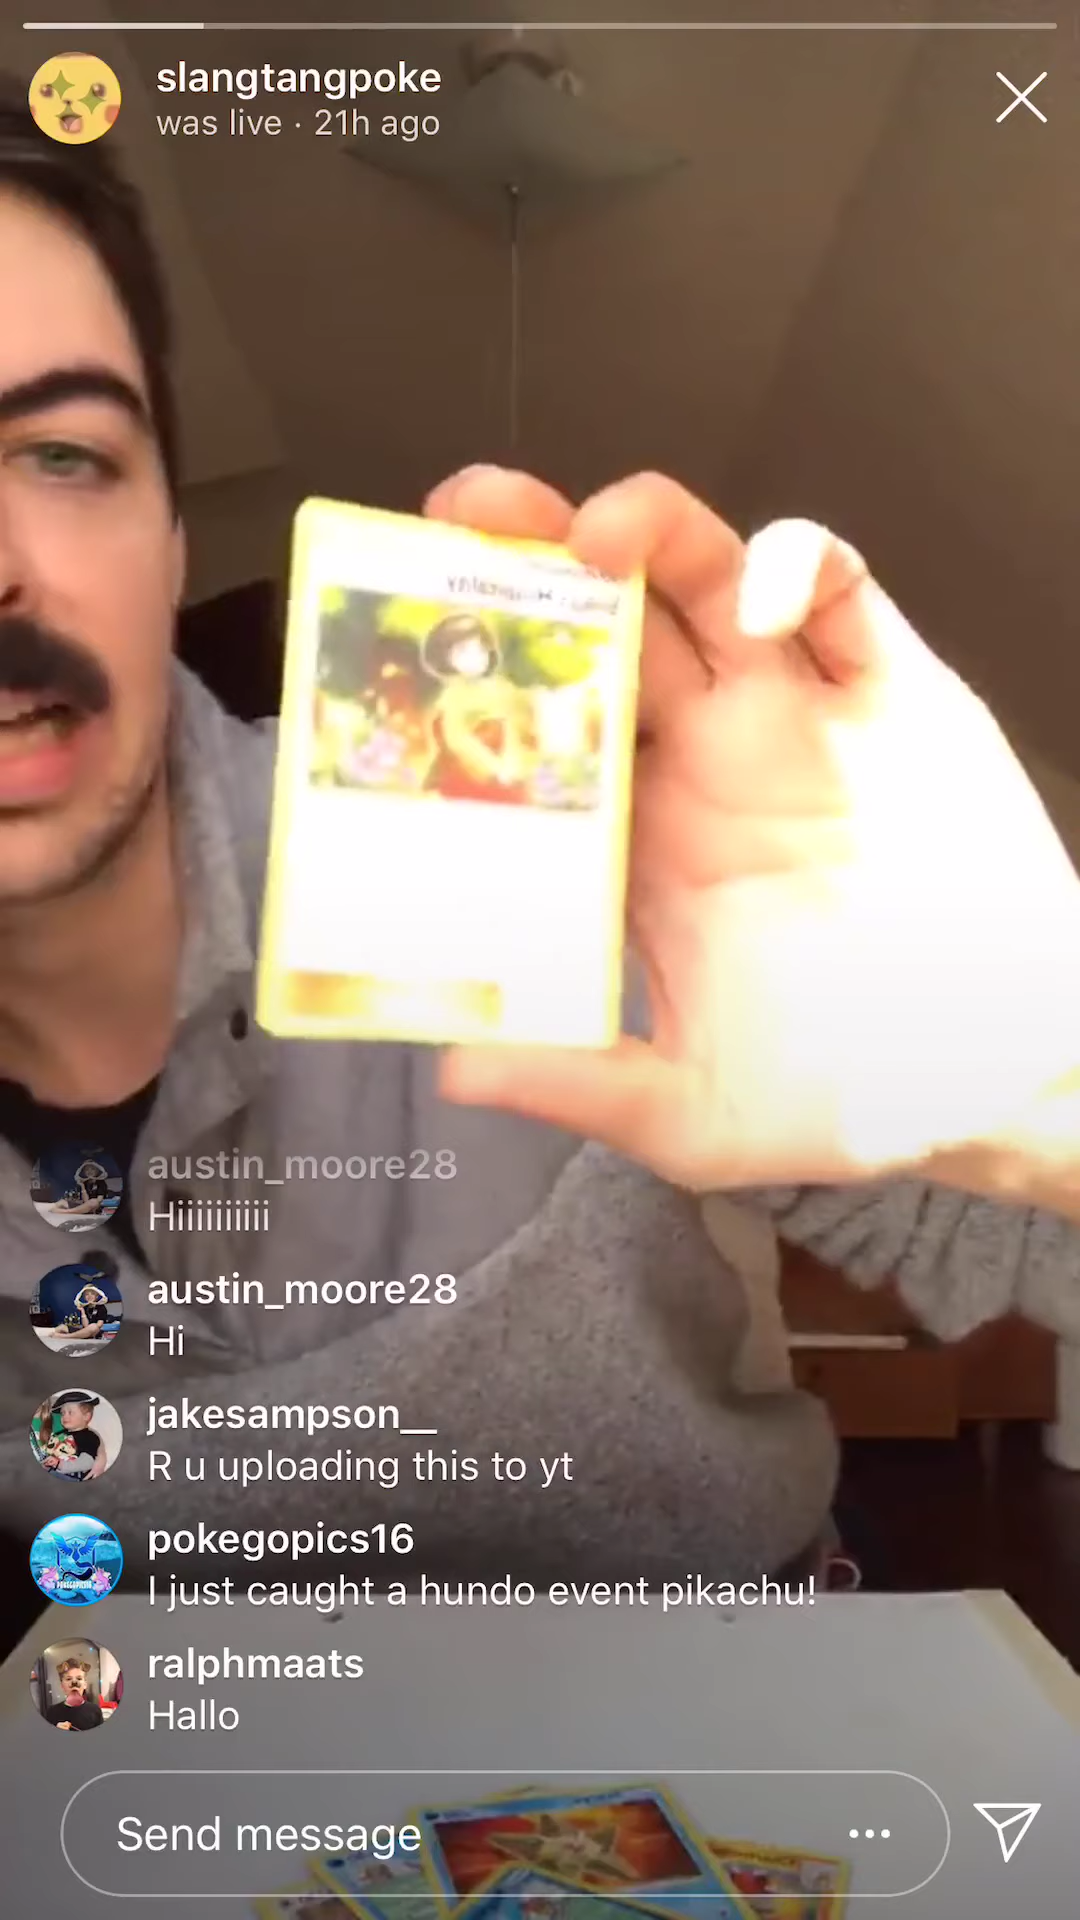 slangtangpoke
was live · 21h ago
austin_moore28
Hiiiiiiiiii
austin_moore28
Hi
jakesampson__
R u uploading this to yt
pokegopics16
I just caught a hundo event pikachu!
ralphmaats
Hallo
Send message